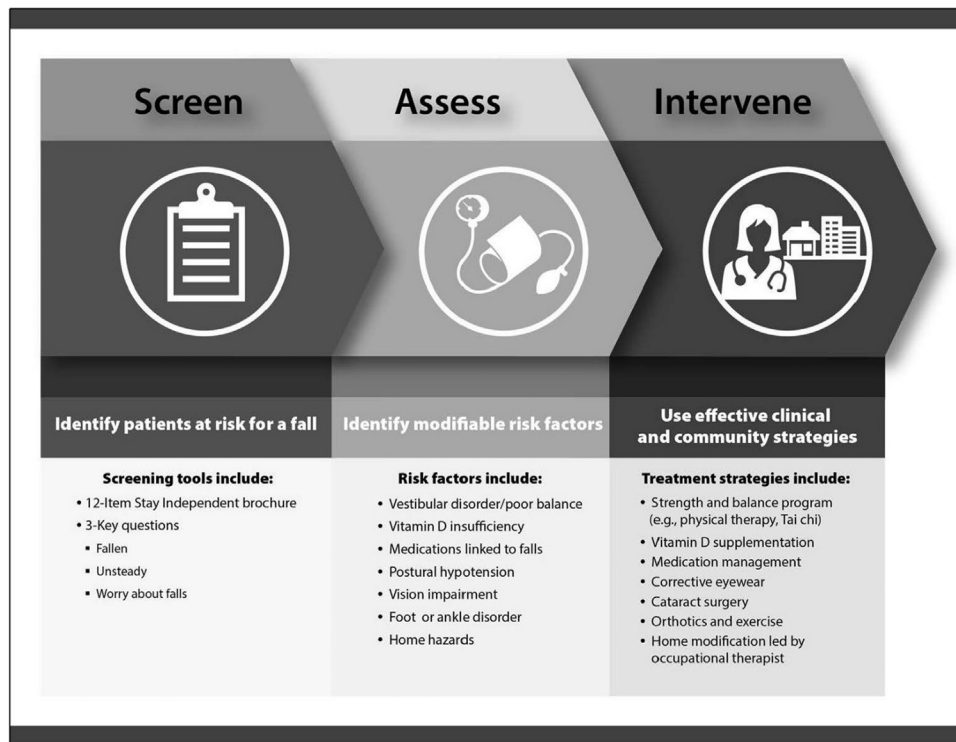 Screen
Assess
Intervene
Identify patients at risk for a fall
Screening tools include:
• 12-Item Stay Independent brochure
• 3-Key questions
▪ Fallen
▪ Unsteady
▪ Worry about falls
Identify modifiable risk factors
Risk factors include:
• Vestibular disorder/poor balance
• Vitamin D insufficiency
• Medications linked to falls
• Postural hypotension
• Vision impairment
• Foot or ankle disorder
• Home hazards
Use effective clinical
and community strategies
Treatment strategies include:
• Strength and balance program
(e.g., physical therapy, Tai chi)
• Vitamin D supplementation
• Medication management
• Corrective eyewear
• Cataract surgery
• Orthotics and exercise
• Home modification led by
occupational therapist